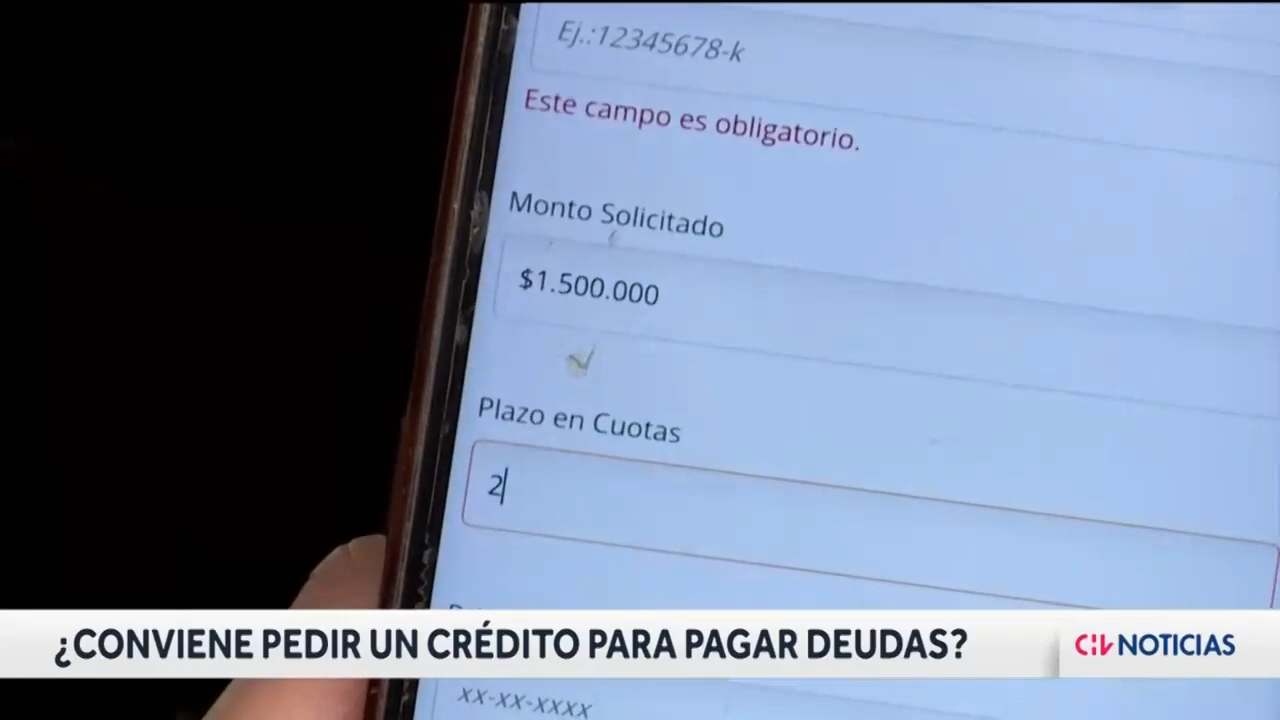 Ej.:12345678-k
Este campo es obligatorio.
Monto Solicitado
$1.500.000
Plazo en Cuotas
2
¿CONVIENE PEDIR UN CRÉDITO PARA PAGAR DEUDAS?
CHV NOTICIAS
xx-xx-xxxx